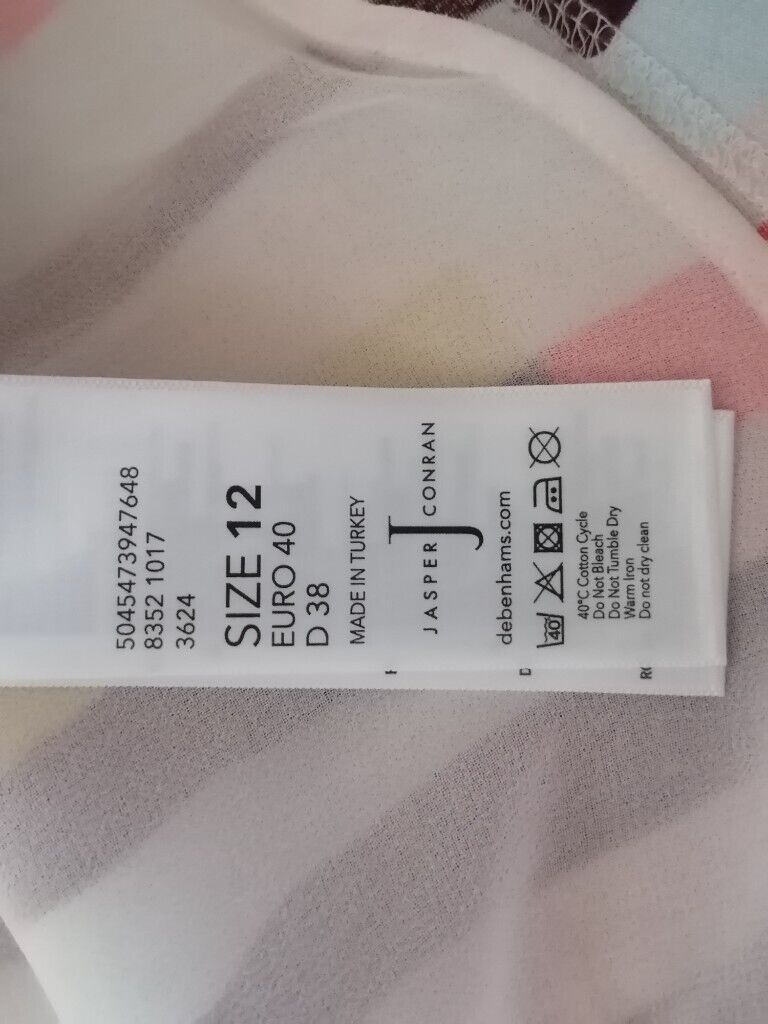 5045473947648
8352 1017
3624
SIZE 12
EURO 40
D 38
MADE IN TURKEY
JASPER J CONRAN
debenhams.com
40
40°C Cotton Cycle
Do Not Bleach
Do Not Tumble Dry
Warm Iron
Do not dry clean